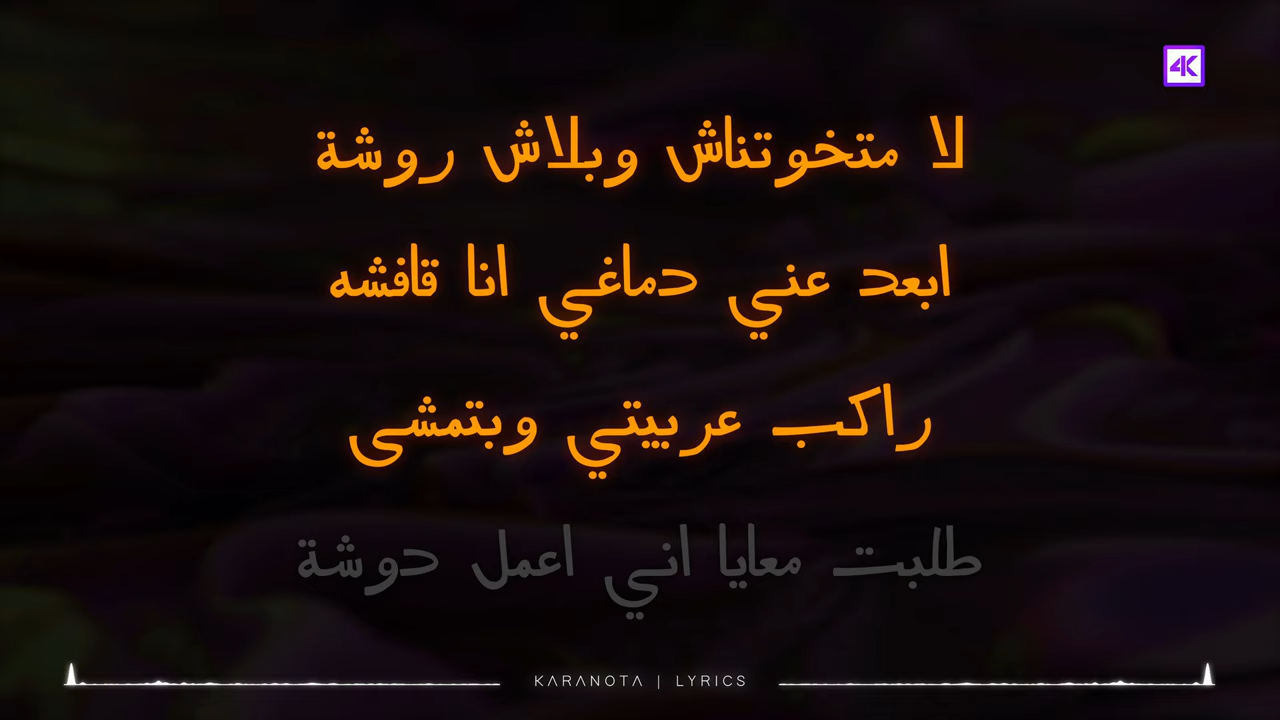 4K
لا متخوتناش وبلاش روشة
ابعد عني دماغي انا قافشه
راكب عربيتي وبتمشى
طلبت معايا اني اعمل دوشة
KARANOTA | LYRICS